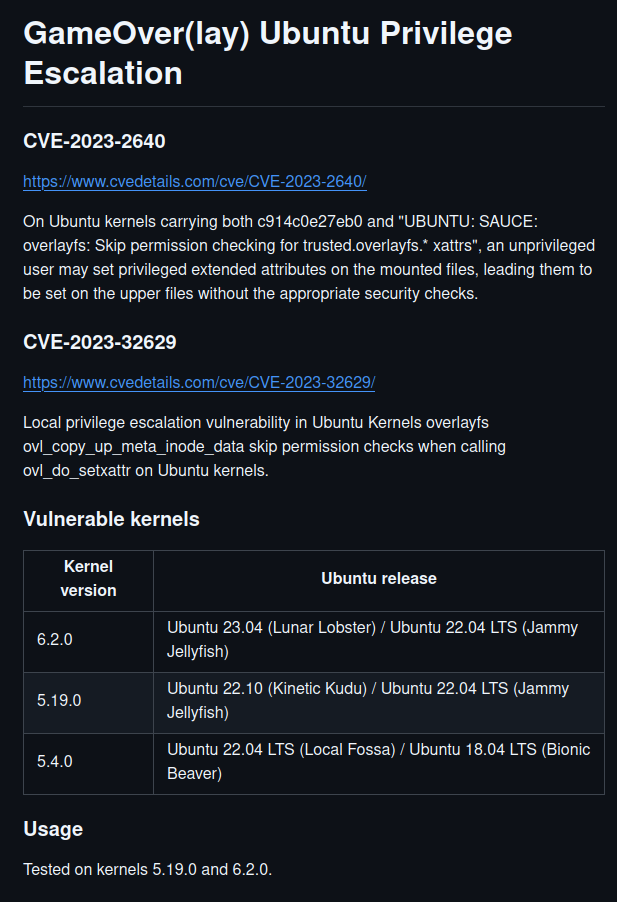 GameOver(lay) Ubuntu Privilege
Escalation
CVE-2023-2640
https://www.cvedetails.com/cve/CVE-2023-2640/
On Ubuntu kernels carrying both c914c0e27eb0 and "UBUNTU: SAUCE:
overlayfs: Skip permission checking for trusted.overlayfs.* xattrs", an unprivileged
user may set privileged extended attributes on the mounted files, leading them to
be set on the upper files without the appropriate security checks.
CVE-2023-32629
https://www.cvedetails.com/cve/CVE-2023-32629/
Local privilege escalation vulnerability in Ubuntu Kernels overlayfs
ovl_copy_up_meta_inode_data skip permission checks when calling
ovl_do_setxattr on Ubuntu kernels.
Vulnerable kernels
Kernel
version
Ubuntu release
6.2.0
Ubuntu 23.04 (Lunar Lobster) / Ubuntu 22.04 LTS (Jammy
Jellyfish)
5.19.0
Ubuntu 22.10 (Kinetic Kudu) / Ubuntu 22.04 LTS (Jammy
Jellyfish)
5.4.0
Ubuntu 22.04 LTS (Local Fossa) / Ubuntu 18.04 LTS (Bionic
Beaver)
Usage
Tested on kernels 5.19.0 and 6.2.0.